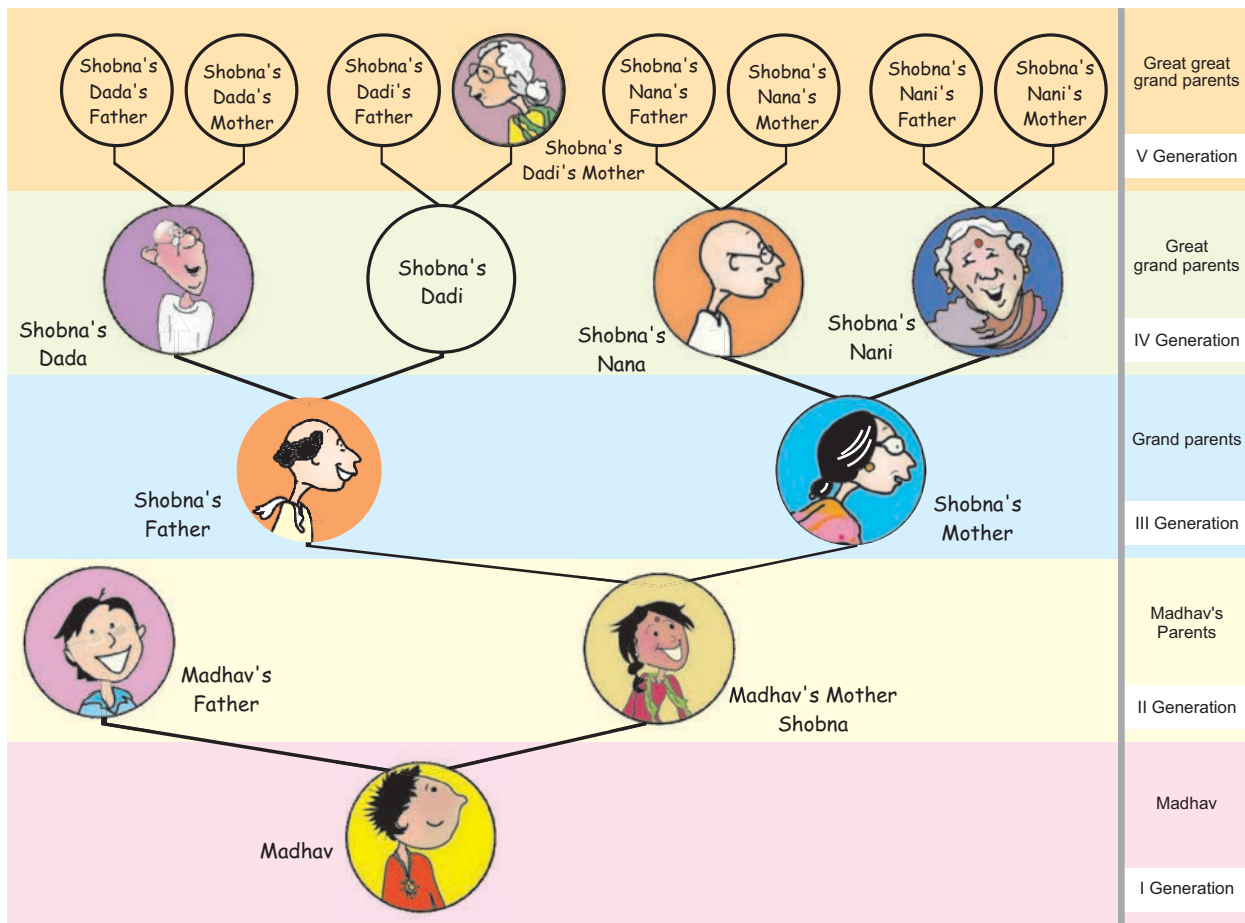 Shobna's
Dada's
Father
Shobna's
Dada's
Mother
Shobna's
Dadi's
Father
Shobna's
Dadi's Mother
Shobna's
Nana's
Father
Shobna's
Nana's
Mother
Shobna's
Nani's
Father
Shobna's
Nani's
Mother
Great great
grand parents
V Generation
Shobna's
Dada
Shobna's
Dadi
Shobna's
Nana
Shobna's
Nani
Great
grand parents
IV Generation
Shobna's
Father
Shobna's
Mother
Grand parents
III Generation
Madhav's
Father
Madhav's Mother
Shobna
Madhav's
Parents
II Generation
Madhav
Madhav
I Generation